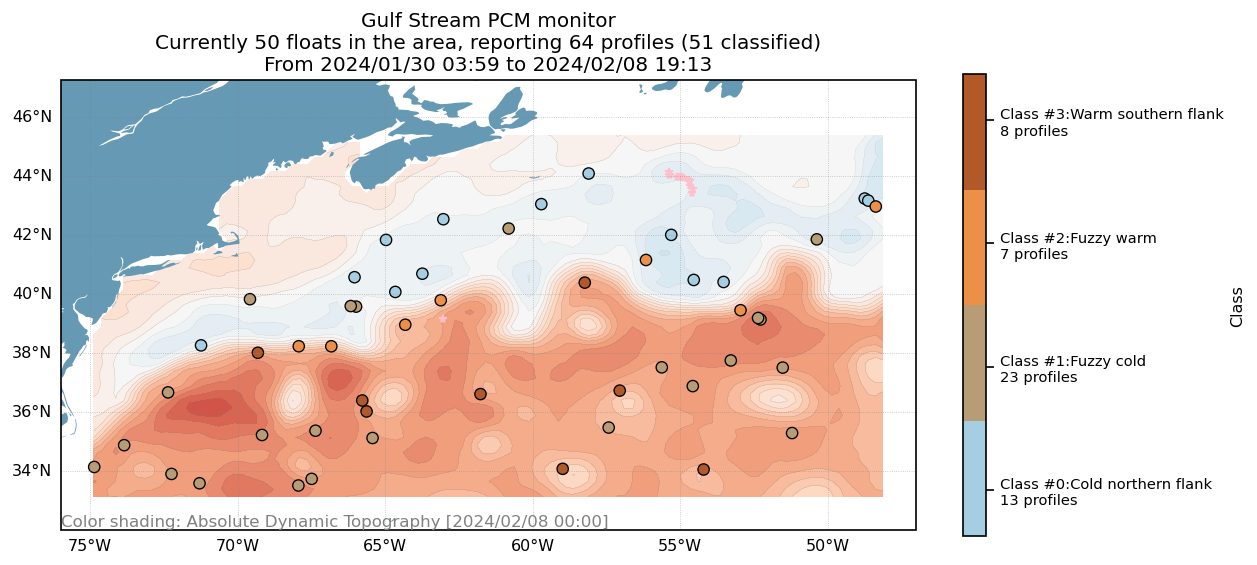 Gulf Stream PCM monitor
Currently 50 floats in the area, reporting 64 profiles (51 classified)
From 2024/01/30 03:59 to 2024/02/08 19:13
46°N
44°N
42°N
40°N
38°N
36°N
34°N
Color shading: Absolute Dynamic Topography [2024/02/08 00:00]
75°W
70°W
65°W
60°W
55°W
50°W
Class #3:Warm southern flank
8 profiles
Class #2:Fuzzy warm
7 profiles
Class #1:Fuzzy cold
23 profiles
Class #0:Cold northern flank
13 profiles
Class